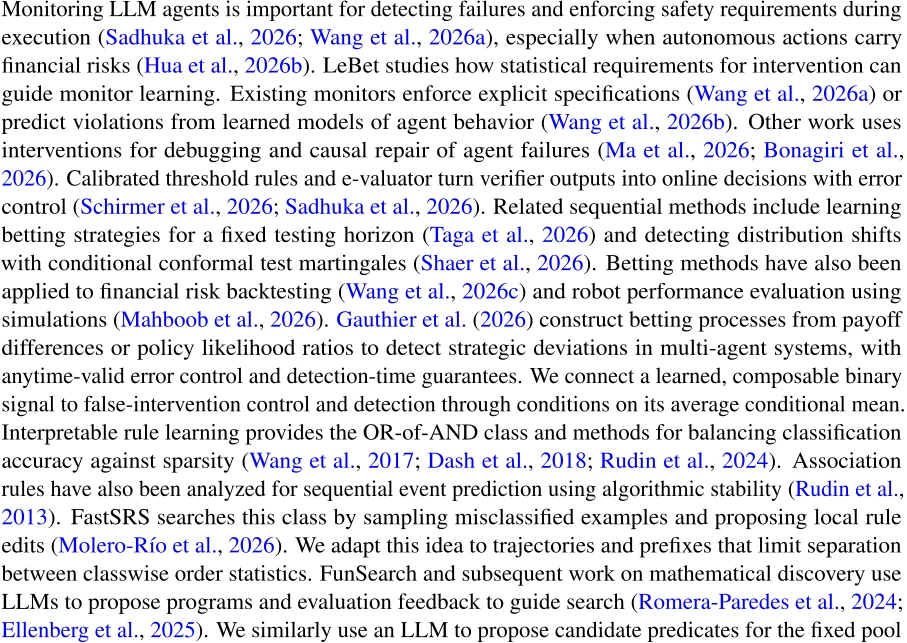 Monitoring LLM agents is important for detecting failures and enforcing safety requirements during
execution (Sadhuka et al., 2026; Wang et al., 2026a), especially when autonomous actions carry
financial risks (Hua et al., 2026b). LeBet studies how statistical requirements for intervention can
guide monitor learning. Existing monitors enforce explicit specifications (Wang et al., 2026a) or
predict violations from learned models of agent behavior (Wang et al., 2026b). Other work uses
interventions for debugging and causal repair of agent failures (Ma et al., 2026; Bonagiri et al.,
2026). Calibrated threshold rules and e-valuator turn verifier outputs into online decisions with error
control (Schirmer et al., 2026; Sadhuka et al., 2026). Related sequential methods include learning
betting strategies for a fixed testing horizon (Taga et al., 2026) and detecting distribution shifts
with conditional conformal test martingales (Shaer et al., 2026). Betting methods have also been
applied to financial risk backtesting (Wang et al., 2026c) and robot performance evaluation using
simulations (Mahboob et al., 2026). Gauthier et al. (2026) construct betting processes from payoff
differences or policy likelihood ratios to detect strategic deviations in multi-agent systems, with
anytime-valid error control and detection-time guarantees. We connect a learned, composable binary
signal to false-intervention control and detection through conditions on its average conditional mean.
Interpretable rule learning provides the OR-of-AND class and methods for balancing classification
accuracy against sparsity (Wang et al., 2017; Dash et al., 2018; Rudin et al., 2024). Association
rules have also been analyzed for sequential event prediction using algorithmic stability (Rudin et al.,
2013). FastSRS searches this class by sampling misclassified examples and proposing local rule
edits (Molero-Río et al., 2026). We adapt this idea to trajectories and prefixes that limit separation
between classwise order statistics. FunSearch and subsequent work on mathematical discovery use
LLMs to propose programs and evaluation feedback to guide search (Romera-Paredes et al., 2024;
Ellenberg et al., 2025). We similarly use an LLM to propose candidate predicates for the fixed pool